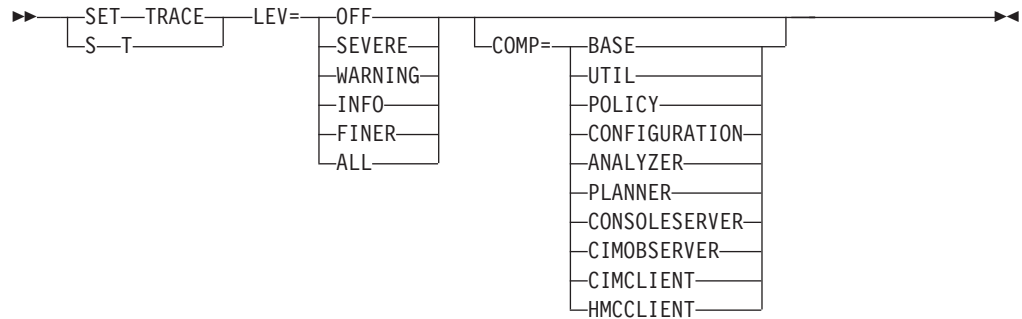 SET TRACE LEV= OFF
S T SEVERE COMP= BASE
WARNING UTIL
INFO POLICY
FINER CONFIGURATION
ALL ANALYZER
PLANNER
CONSOLESERVER
CIMOBSERVER
CIMCLIENT
HMCCLIENT